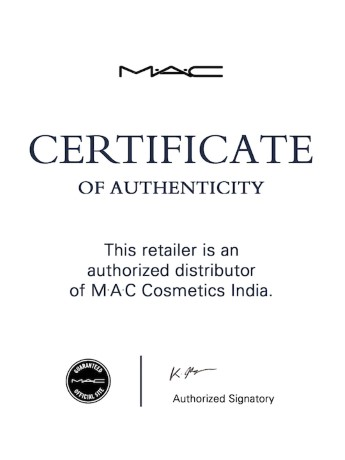 M·A·C
CERTIFICATE
OF AUTHENTICITY
This retailer is an
authorized distributor
of M·A·C Cosmetics India.
GUARANTEED
M·A·C
OFFICIAL SITE
Authorized Signatory